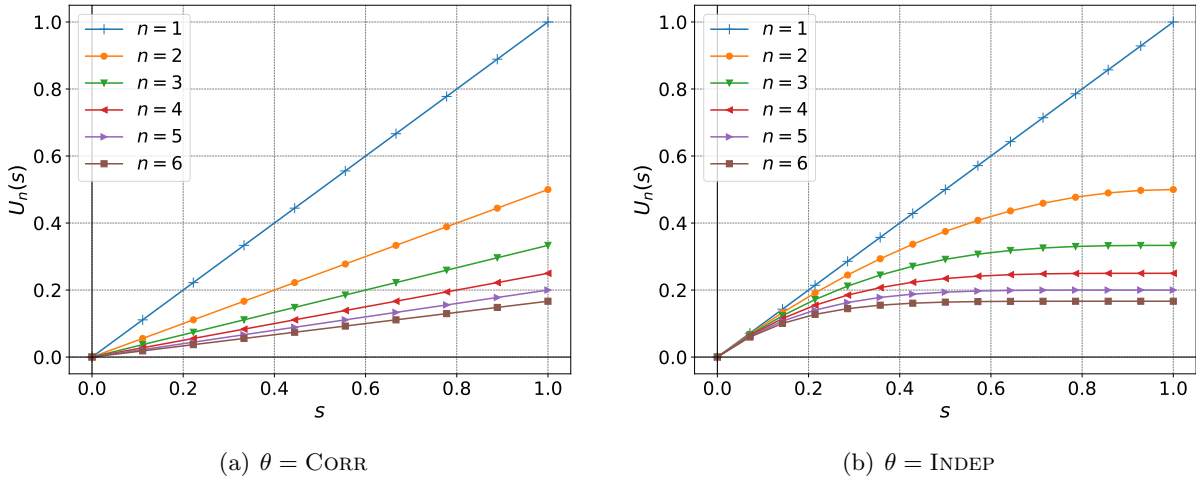 1.0
0.8
0.6
0.4
0.2
0.0
U_n(s)
n = 1
n = 2
n = 3
n = 4
n = 5
n = 6
0.0 0.2 0.4 0.6 0.8 1.0
s
(a) θ = CORR
1.0
0.8
0.6
0.4
0.2
0.0
U_n(s)
n = 1
n = 2
n = 3
n = 4
n = 5
n = 6
0.0 0.2 0.4 0.6 0.8 1.0
s
(b) θ = INDEP